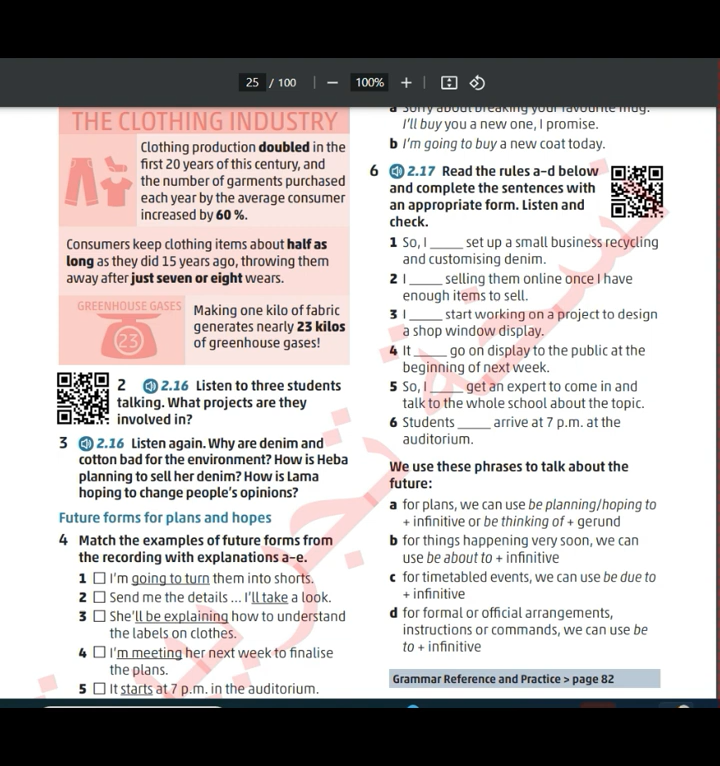 25 / 100
100%
THE CLOTHING INDUSTRY
Clothing production doubled in the
first 20 years of this century, and
the number of garments purchased
each year by the average consumer
increased by 60 %.
Consumers keep clothing items about half as
long as they did 15 years ago, throwing them
away after just seven or eight wears.
GREENHOUSE GASES
23
Making one kilo of fabric
generates nearly 23 kilos
of greenhouse gases!
2 2.16 Listen to three students
talking. What projects are they
involved in?
3 2.16 Listen again. Why are denim and
cotton bad for the environment? How is Heba
planning to sell her denim? How is Lama
hoping to change people's opinions?
Future forms for plans and hopes
4 Match the examples of future forms from
the recording with explanations a–e.
1 □ I'm going to turn them into shorts.
2 □ Send me the details … I'll take a look.
3 □ She'll be explaining how to understand
the labels on clothes.
4 □ I'm meeting her next week to finalise
the plans.
5 □ It starts at 7 p.m. in the auditorium.
a Sorry about breaking your favourite mug.
I'll buy you a new one, I promise.
b I'm going to buy a new coat today.
6 2.17 Read the rules a–d below
and complete the sentences with
an appropriate form. Listen and
check.
1 So, I _____ set up a small business recycling
and customising denim.
2 I _____ selling them online once I have
enough items to sell.
3 I _____ start working on a project to design
a shop window display.
4 It _____ go on display to the public at the
beginning of next week.
5 So, I _____ get an expert to come in and
talk to the whole school about the topic.
6 Students _____ arrive at 7 p.m. at the
auditorium.
We use these phrases to talk about the
future:
a for plans, we can use be planning/hoping to
+ infinitive or be thinking of + gerund
b for things happening very soon, we can
use be about to + infinitive
c for timetabled events, we can use be due to
+ infinitive
d for formal or official arrangements,
instructions or commands, we can use be
to + infinitive
Grammar Reference and Practice > page 82